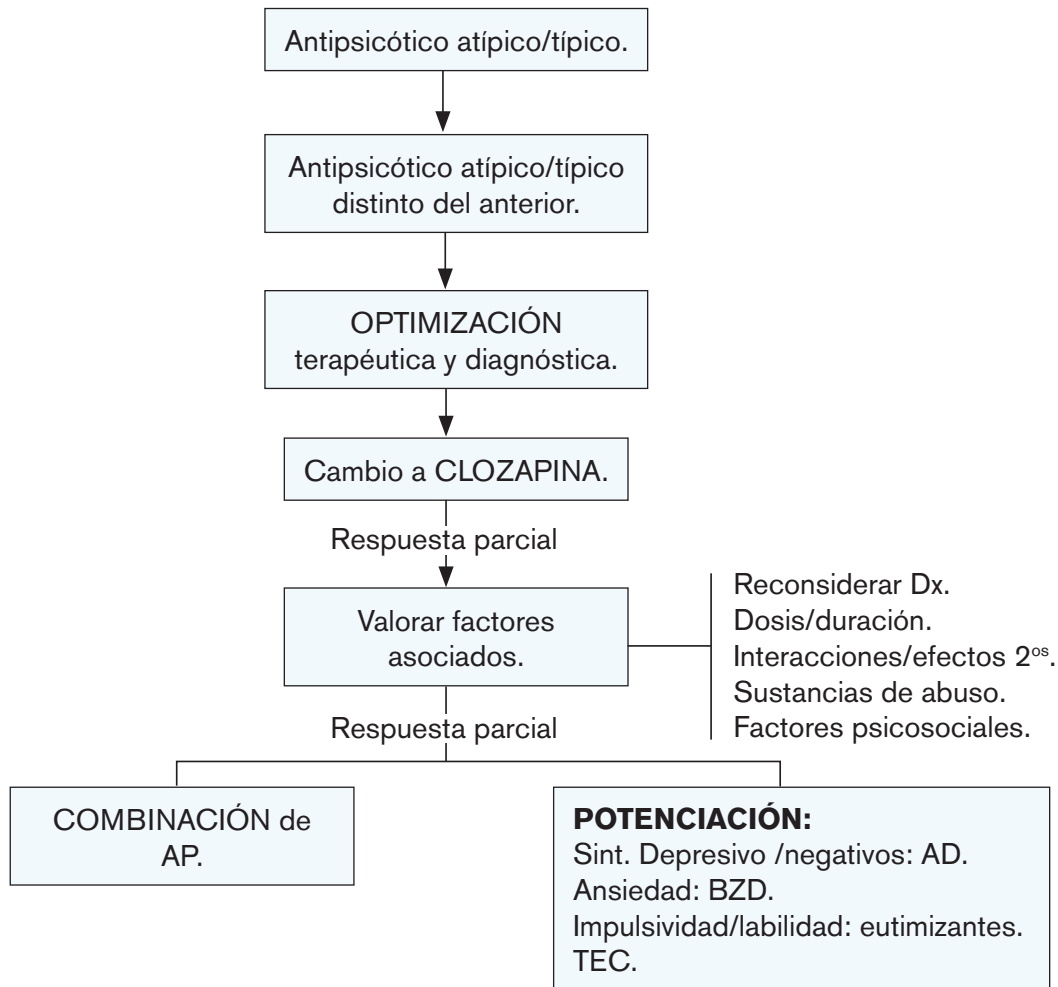 Antipsicótico atípico/típico.
Antipsicótico atípico/típico
distinto del anterior.
OPTIMIZACIÓN
terapéutica y diagnóstica.
Cambio a CLOZAPINA.
Respuesta parcial
Valorar factores
asociados.
Reconsiderar Dx.
Dosis/duración.
Interacciones/efectos 2ᵒˢ.
Sustancias de abuso.
Factores psicosociales.
Respuesta parcial
COMBINACIÓN de
AP.
POTENCIACIÓN:
Sint. Depresivo /negativos: AD.
Ansiedad: BZD.
Impulsividad/labilidad: eutimizantes.
TEC.